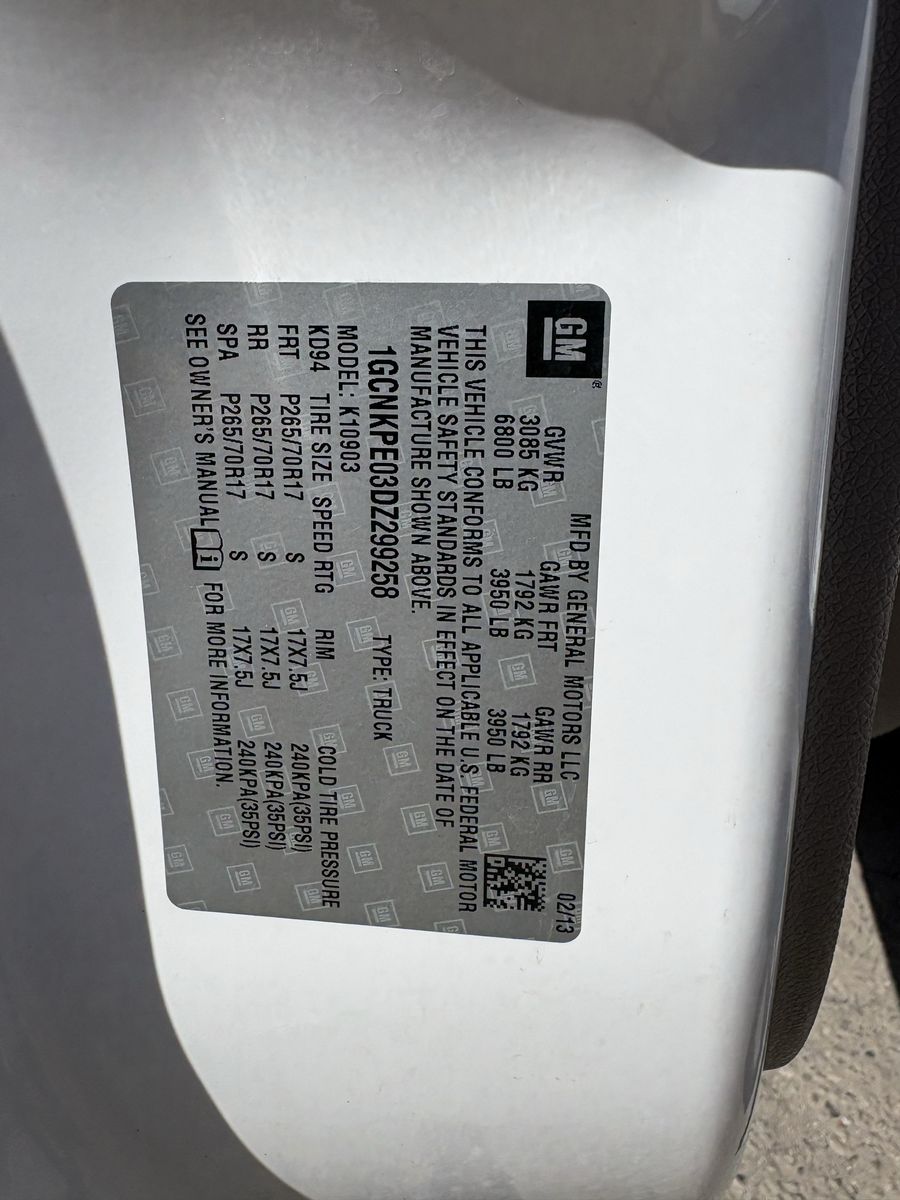 GM
®
MFD BY GENERAL MOTORS LLC 02/13
GVWR GAWR FRT GAWR RR
3085 KG 1792 KG 1792 KG
6800 LB 3950 LB 3950 LB
THIS VEHICLE CONFORMS TO ALL APPLICABLE U.S. FEDERAL MOTOR
VEHICLE SAFETY STANDARDS IN EFFECT ON THE DATE OF
MANUFACTURE SHOWN ABOVE.
1GCNKPE03DZ299258 TYPE: TRUCK
MODEL: K10903
KD94 TIRE SIZE SPEED RTG RIM COLD TIRE PRESSURE
FRT P265/70R17 S 17X7.5J 240KPA(35PSI)
RR P265/70R17 S 17X7.5J 240KPA(35PSI)
SPA P265/70R17 S 17X7.5J 240KPA(35PSI)
SEE OWNER'S MANUAL i FOR MORE INFORMATION.